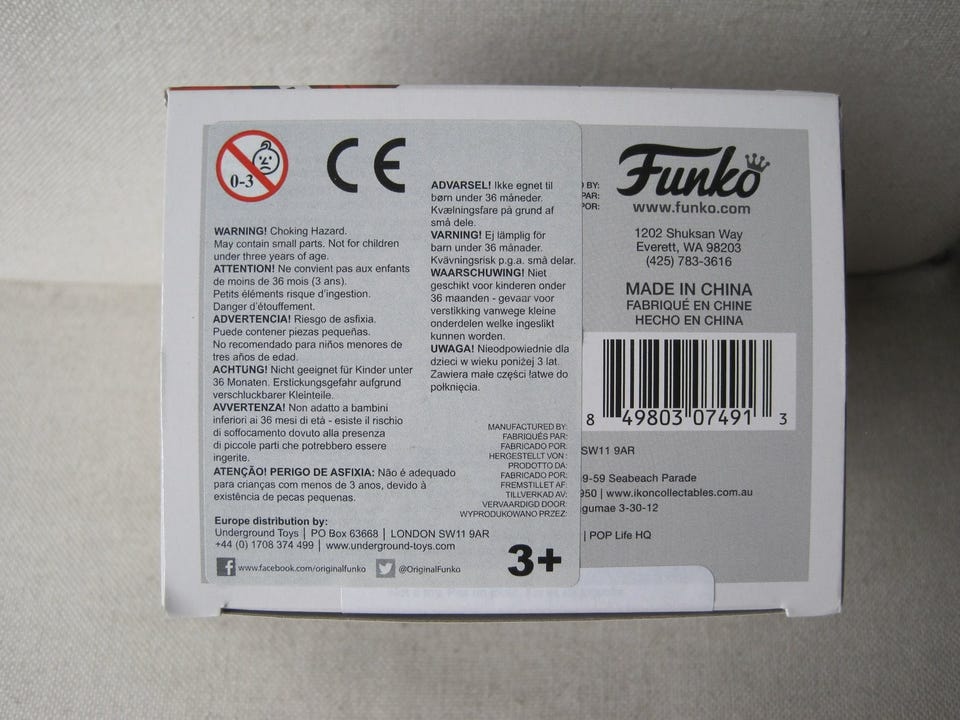 0-3
CE
WARNING! Choking Hazard.
May contain small parts. Not for children
under three years of age.
ATTENTION! Ne convient pas aux enfants
de moins de 36 mois (3 ans).
Petits éléments risque d'ingestion.
Danger d'étouffement.
ADVERTENCIA! Riesgo de asfixia.
Puede contener piezas pequeñas.
No recomendado para niños menores de
tres años de edad.
ACHTUNG! Nicht geeignet für Kinder unter
36 Monaten. Erstickungsgefahr aufgrund
verschluckbarer Kleinteile.
AVVERTENZA! Non adatto a bambini
inferiori ai 36 mesi di età - esiste il rischio
di soffocamento dovuto alla presenza
di piccole parti che potrebbero essere
ingerite.
ATENÇÃO! PERIGO DE ASFIXIA: Não é adequado
para crianças com menos de 3 anos, devido à
existência de pecas pequenas.
Europe distribution by:
Underground Toys | PO Box 63668 | LONDON SW11 9AR
+44 (0) 1708 374 499 | www.underground-toys.com
www.facebook.com/originalfunko @OriginalFunko
ADVARSEL! Ikke egnet til
børn under 36 måneder.
Kvælningsfare på grund af
små dele.
VARNING! Ej lämplig för
barn under 36 månader.
Kvävningsrisk p.g.a. små delar.
WAARSCHUWING! Niet
geschikt voor kinderen onder
36 maanden - gevaar voor
verstikking vanwege kleine
onderdelen welke ingeslikt
kunnen worden.
UWAGA! Nieodpowiednie dla
dzieci w wieku poniżej 3 lat.
Zawiera małe części łatwe do
połknięcia.
MANUFACTURED BY:
FABRIQUÉS PAR:
FABRICADO POR:
HERGESTELLT VON :
PRODOTTO DA:
FABRICADO POR:
FREMSTILLET AF:
TILLVERKAD AV:
VERVAARDIGD DOOR:
WYPRODUKOWANO PRZEZ:
3+
BY:
PAR:
POR:
Funko
www.funko.com
1202 Shuksan Way
Everett, WA 98203
(425) 783-3616
MADE IN CHINA
FABRIQUÉ EN CHINE
HECHO EN CHINA
8 49803 07491 3
SW11 9AR
9-59 Seabeach Parade
950 | www.ikoncollectables.com.au
gumae 3-30-12
| POP Life HQ